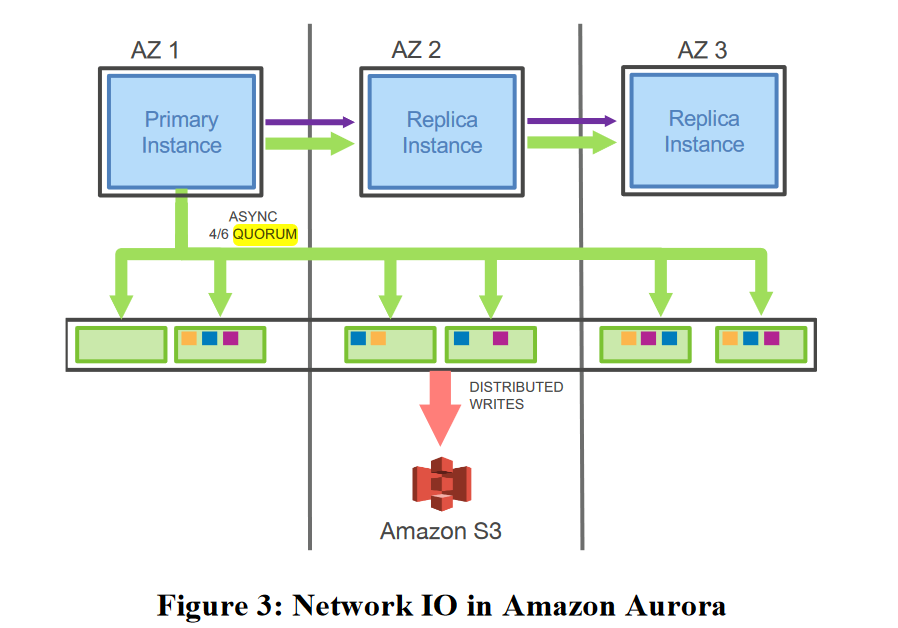 AZ 1
AZ 2
AZ 3
Primary
Instance
Replica
Instance
Replica
Instance
ASYNC
4/6 QUORUM
DISTRIBUTED
WRITES
Amazon S3
Figure 3: Network IO in Amazon Aurora